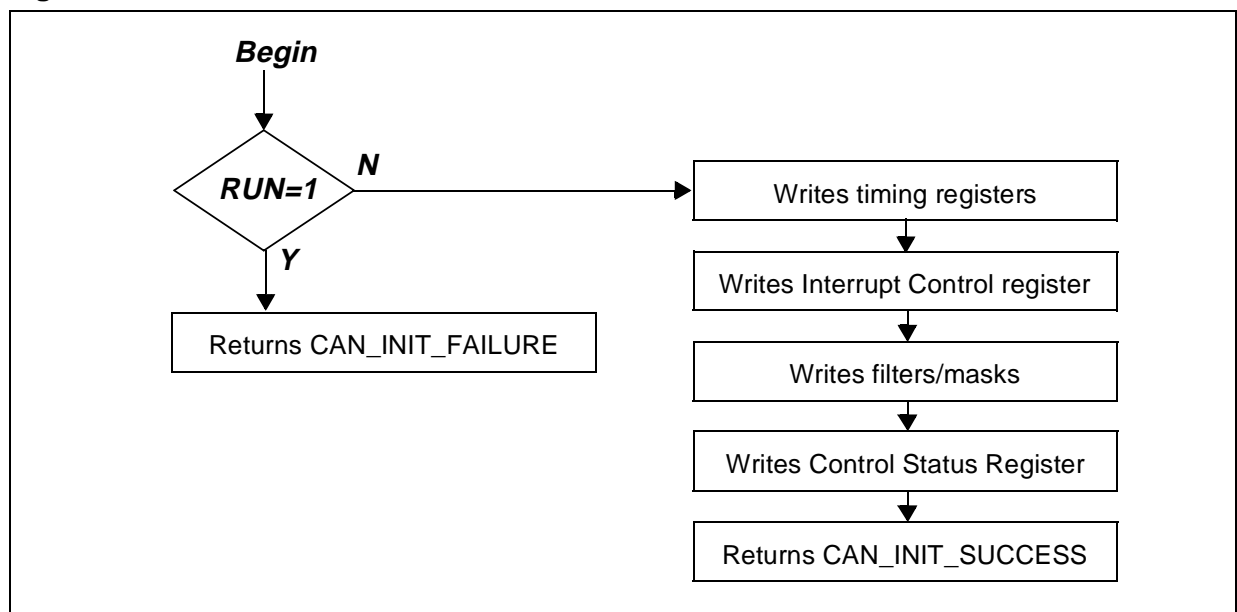 Begin
RUN=1
N
Y
Returns CAN_INIT_FAILURE
Writes timing registers
Writes Interrupt Control register
Writes filters/masks
Writes Control Status Register
Returns CAN_INIT_SUCCESS